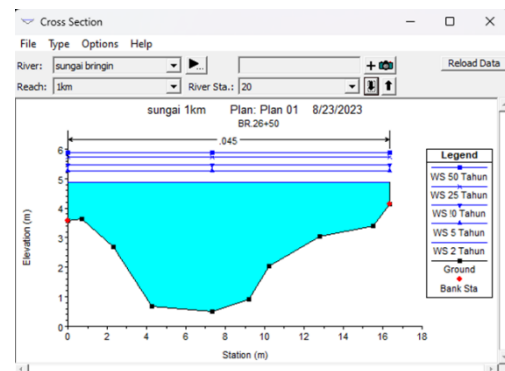 Cross Section
File Type Options Help
River: sungai bringin Reload Data
Reach: 1km River Sta.: 20
sungai 1km Plan: Plan 01 8/23/2023
BR.26+50
.045
Legend
WS 50 Tahun
WS 25 Tahun
WS 10 Tahun
WS 5 Tahun
WS 2 Tahun
Ground
Bank Sta
Elevation (m)
6
5
4
3
2
1
0
0 2 4 6 8 10 12 14 16 18
Station (m)